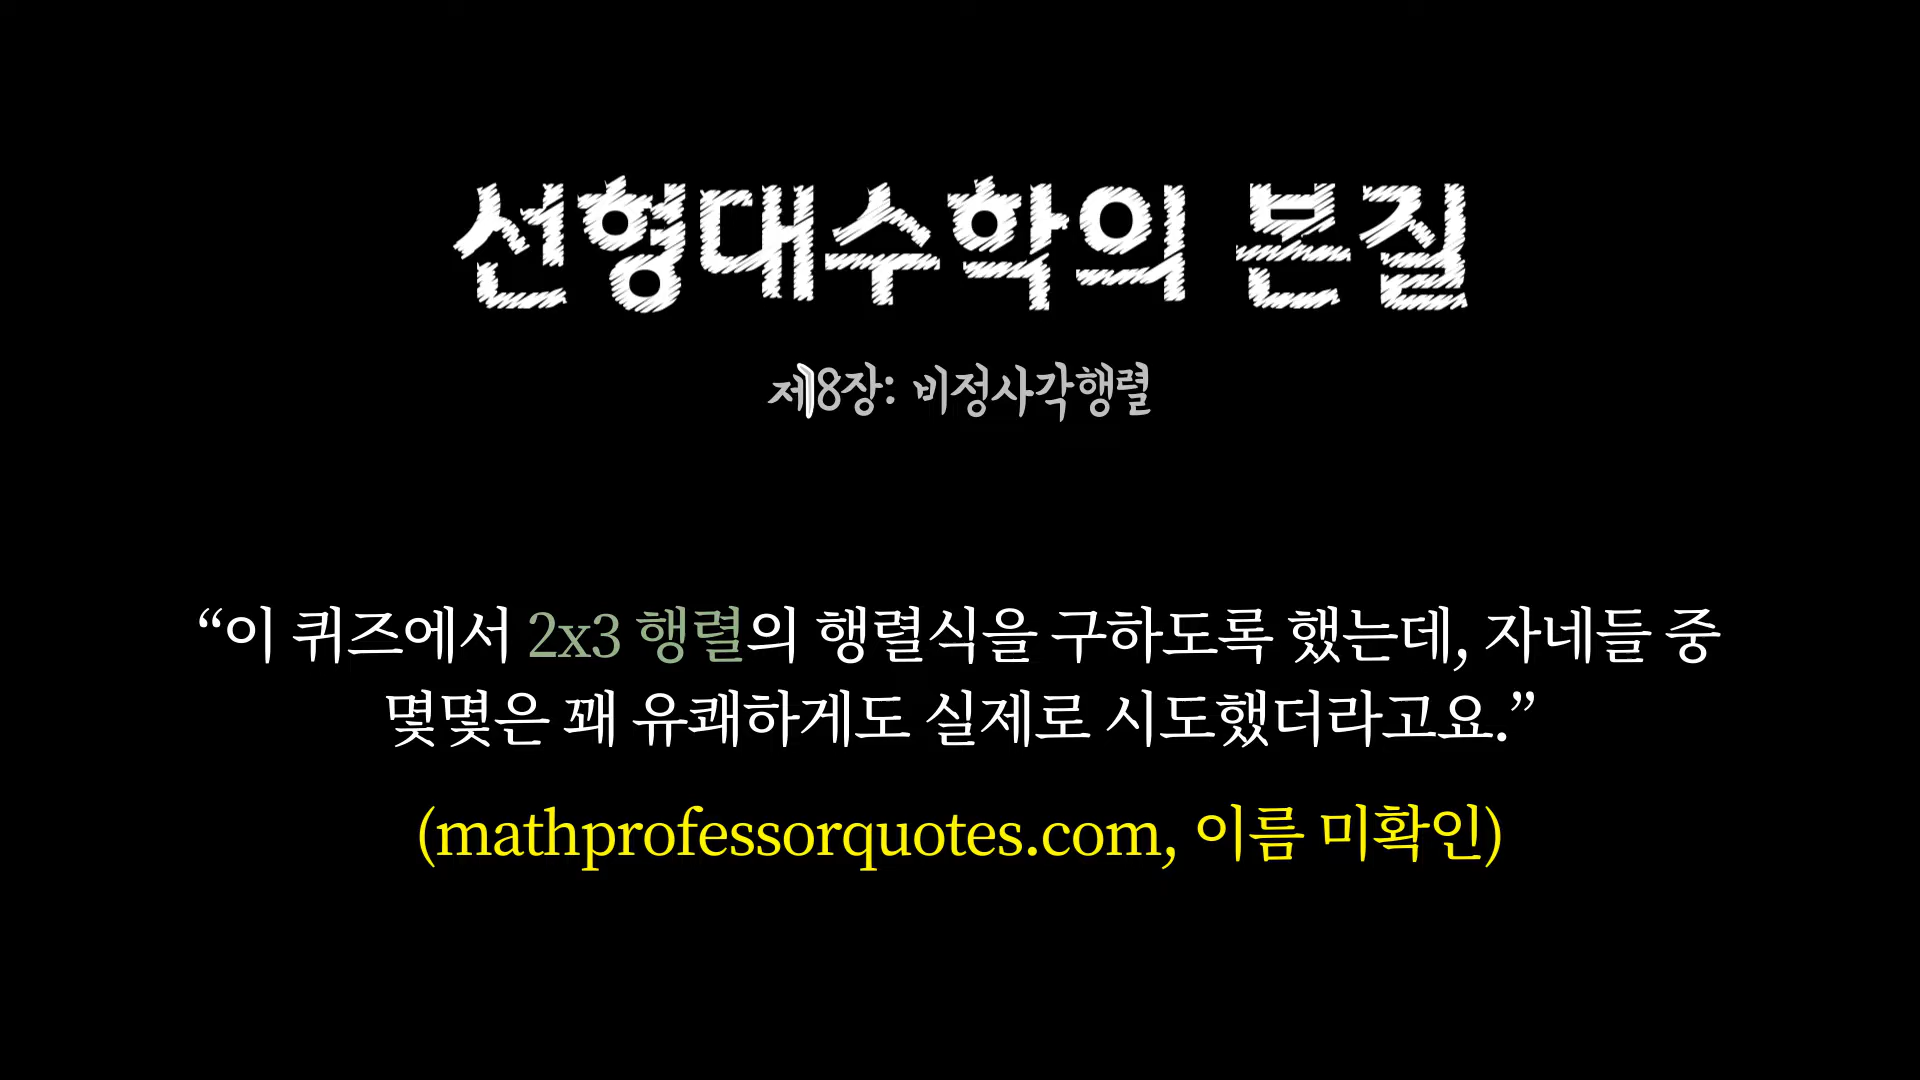 선형대수학의 본질
제8장: 비정사각행렬
“이 퀴즈에서 2x3 행렬의 행렬식을 구하도록 했는데, 자네들 중
몇몇은 꽤 유쾌하게도 실제로 시도했더라고요.”
(mathprofessorquotes.com, 이름 미확인)